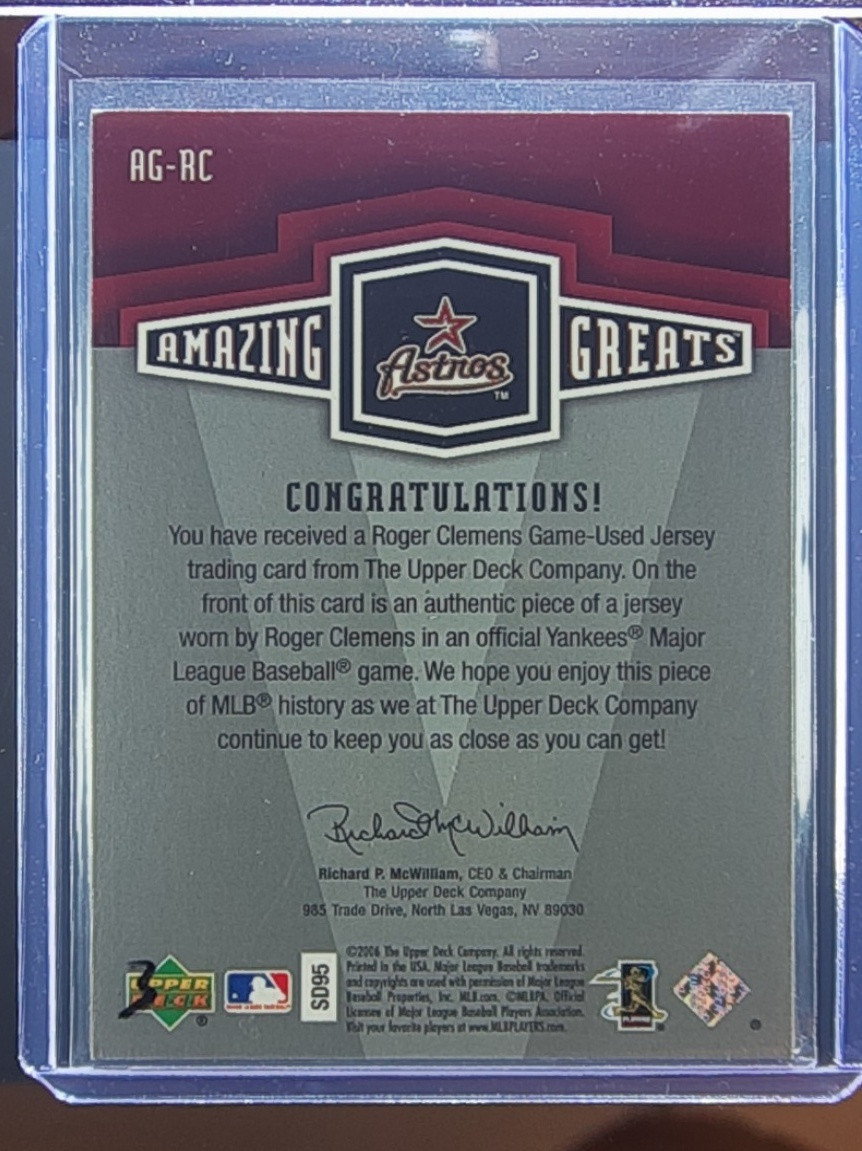 AG-RC
AMAZING
Astros
TM
GREATS™
CONGRATULATIONS!
You have received a Roger Clemens Game-Used Jersey
trading card from The Upper Deck Company. On the
front of this card is an authentic piece of a jersey
worn by Roger Clemens in an official Yankees® Major
League Baseball® game. We hope you enjoy this piece
of MLB® history as we at The Upper Deck Company
continue to keep you as close as you can get!
Richard P. McWilliam
Richard P. McWilliam, CEO & Chairman
The Upper Deck Company
985 Trade Drive, North Las Vegas, NV 89030
3
UPPER
DECK
®
SD95
©2006 The Upper Deck Company. All rights reserved.
Printed in the USA. Major League Baseball trademarks
and copyrights are used with permission of Major League
Baseball Properties, Inc. MLB.com. ©MLBPA. Official
Licensee of Major League Baseball Players Association.
Visit your favorite players at www.MLBPLAYERS.com.
®